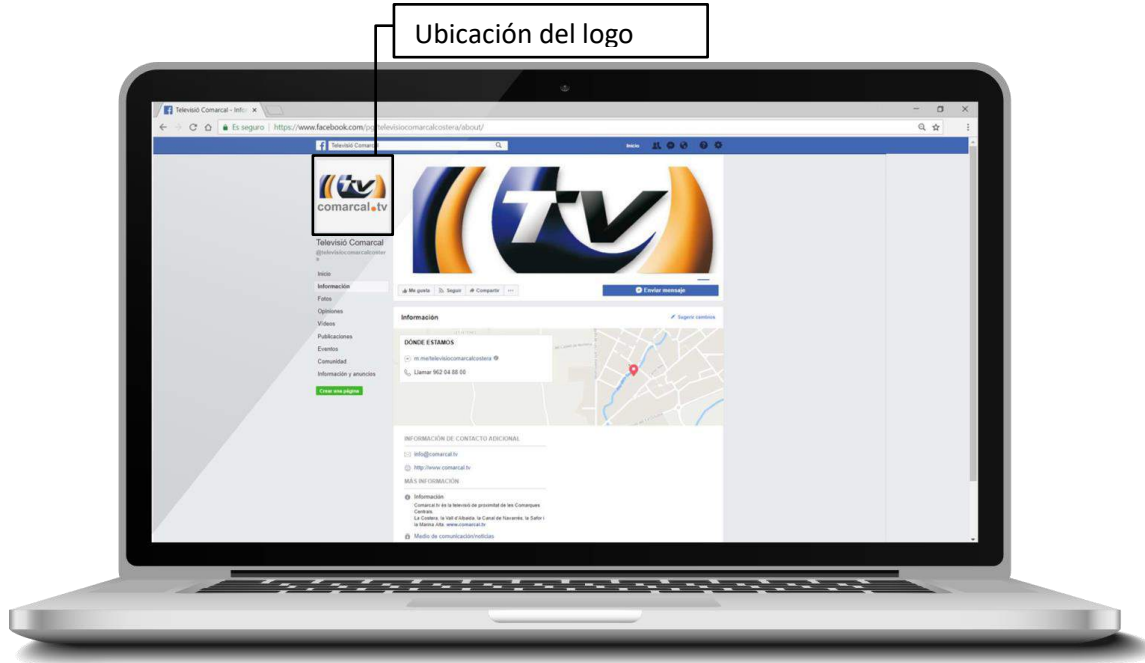 Ubicación del logo
Televisió Comarcal - Infor
Es seguro
https://www.facebook.com/pg/televisiocomarcalcostera/about/
Televisió Comarcal
Inicio
tv
comarcal.tv
TV
Televisió Comarcal
@televisiocomarcalcoster
a
Inicio
Información
Fotos
Opiniones
Vídeos
Publicaciones
Eventos
Comunidad
Información y anuncios
Crear una página
Me gusta
Seguir
Compartir
Enviar mensaje
Información
Sugerir cambios
DÓNDE ESTAMOS
m.me/televisiocomarcalcostera
Llamar 962 04 88 00
INFORMACIÓN DE CONTACTO ADICIONAL
info@comarcal.tv
http://www.comarcal.tv
MÁS INFORMACIÓN
Información
Comarcal.tv és la televisió de proximitat de les Comarques
Centrals.
La Costera, la Vall d'Albaida, la Canal de Navarrés, la Safor i
la Marina Alta. www.comarcal.tv
Medio de comunicación/noticias